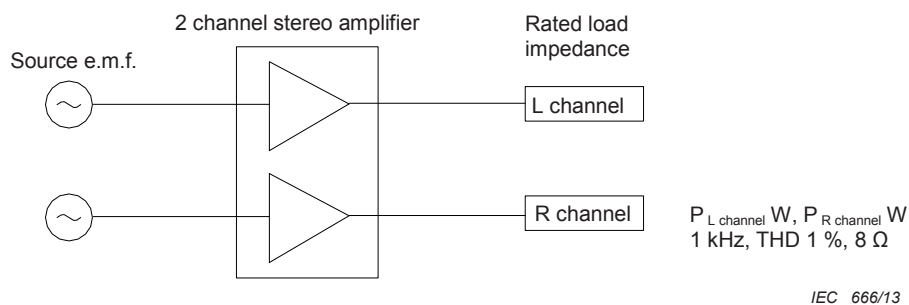 2 channel stereo amplifier
Rated load
impedance
Source e.m.f.
L channel
R channel
P L channel W, P R channel W
1 kHz, THD 1 %, 8 Ω
IEC 666/13